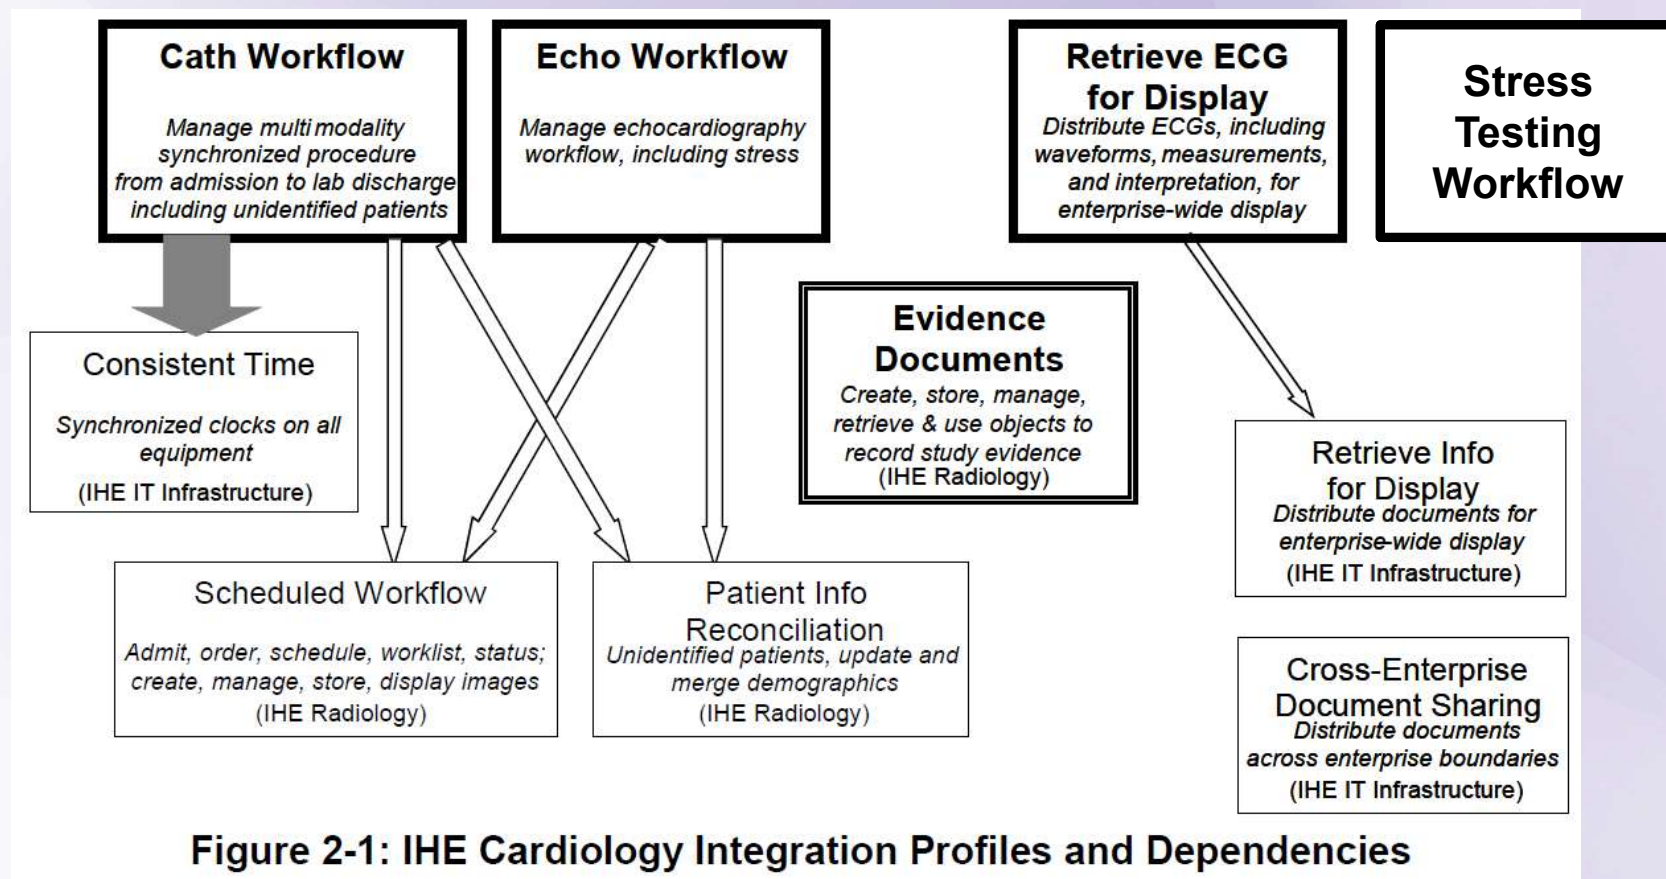 Cath Workflow
Manage multi modality
synchronized procedure
from admission to lab discharge
including unidentified patients
Echo Workflow
Manage echocardiography
workflow, including stress
Retrieve ECG
for Display
Distribute ECGs, including
waveforms, measurements,
and interpretation, for
enterprise-wide display
Stress
Testing
Workflow
Consistent Time
Synchronized clocks on all
equipment
(IHE IT Infrastructure)
Evidence
Documents
Create, store, manage,
retrieve & use objects to
record study evidence
(IHE Radiology)
Retrieve Info
for Display
Distribute documents for
enterprise-wide display
(IHE IT Infrastructure)
Scheduled Workflow
Admit, order, schedule, worklist, status;
create, manage, store, display images
(IHE Radiology)
Patient Info
Reconciliation
Unidentified patients, update and
merge demographics
(IHE Radiology)
Cross-Enterprise
Document Sharing
Distribute documents
across enterprise boundaries
(IHE IT Infrastructure)
Figure 2-1: IHE Cardiology Integration Profiles and Dependencies